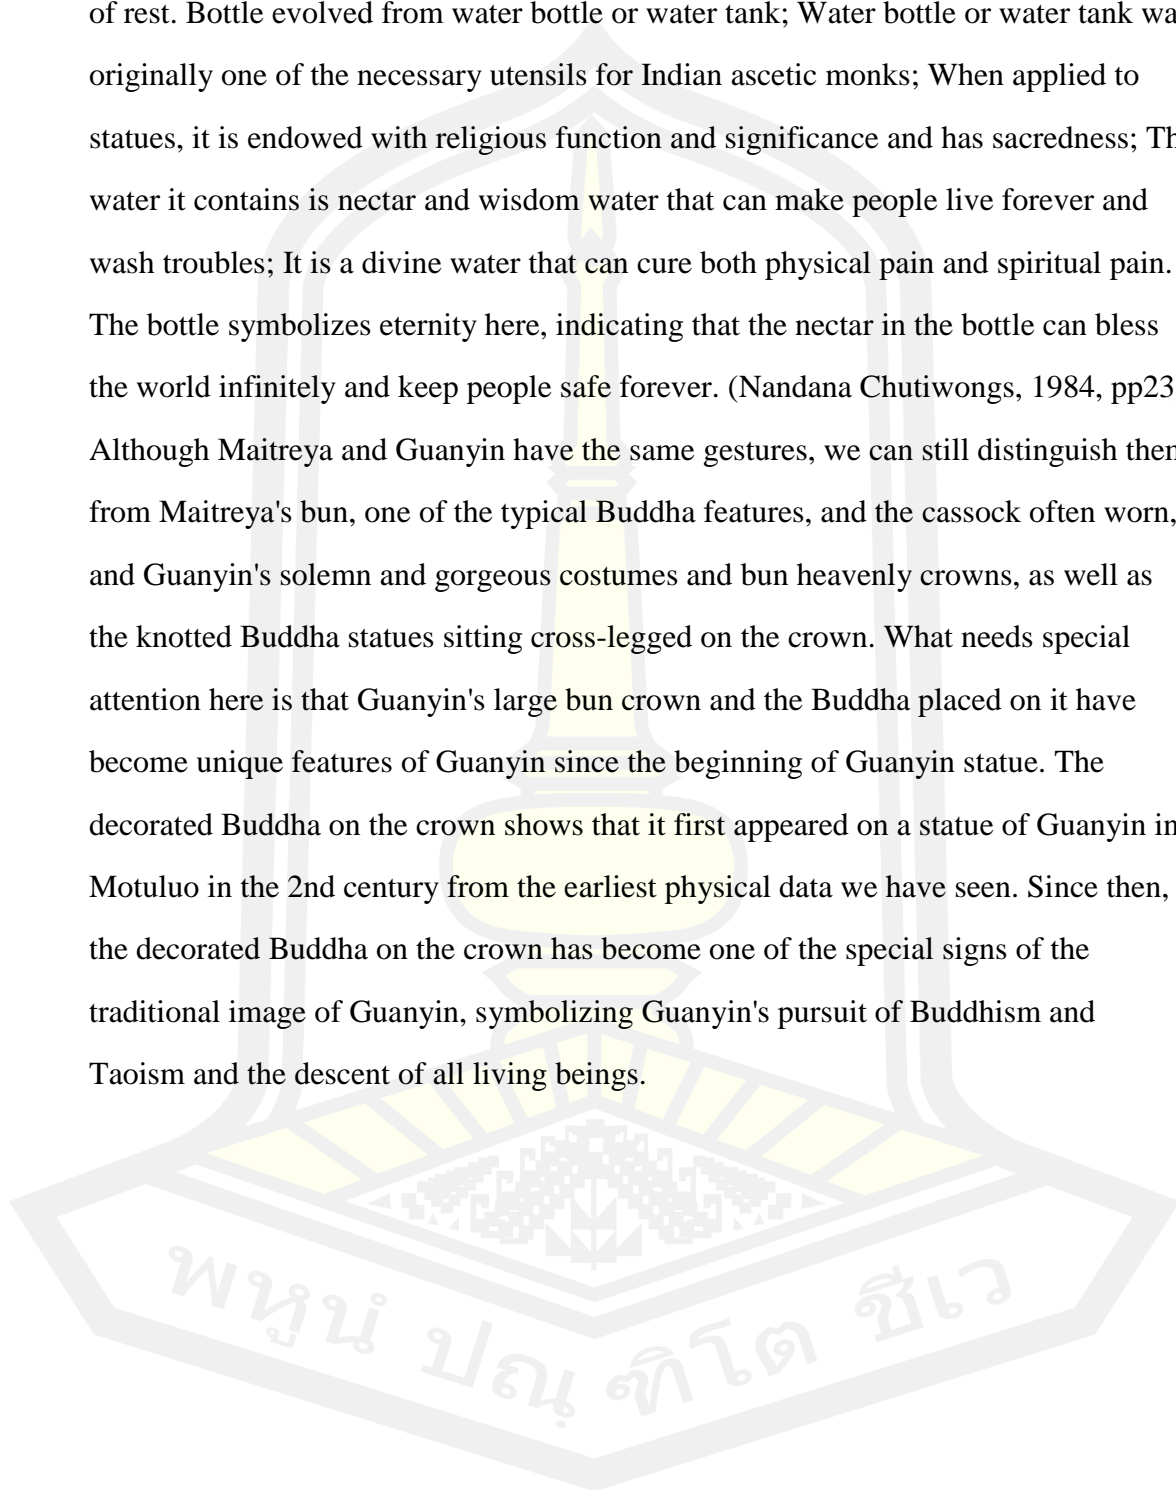 of rest. Bottle evolved from water bottle or water tank; Water bottle or water tank
originally one of the necessary utensils for Indian ascetic monks; When applied to
statues, it is endowed with religious function and significance and has sacredness;
water it contains is nectar and wisdom water that can make people live forever and
wash troubles; It is a divine water that can cure both physical pain and spiritual pain.
The bottle symbolizes eternity here, indicating that the nectar in the bottle can bless
the world infinitely and keep people safe forever. (Nandana Chutiwongs, 1984, pp23
Although Maitreya and Guanyin have the same gestures, we can still distinguish
from Maitreya's bun, one of the typical Buddha features, and the cassock often worn,
and Guanyin's solemn and gorgeous costumes and bun heavenly crowns, as well as
the knotted Buddha statues sitting cross-legged on the crown. What needs special
attention here is that Guanyin's large bun crown and the Buddha placed on it have
become unique features of Guanyin since the beginning of Guanyin statue. The
decorated Buddha on the crown shows that it first appeared on a statue of Guanyin in
Motuluo in the 2nd century from the earliest physical data we have seen. Since then,
the decorated Buddha on the crown has become one of the special signs of the
traditional image of Guanyin, symbolizing Guanyin's pursuit of Buddhism and
Taoism and the descent of all living beings.
พหูนํ ปณฺฑิโต ชีเว